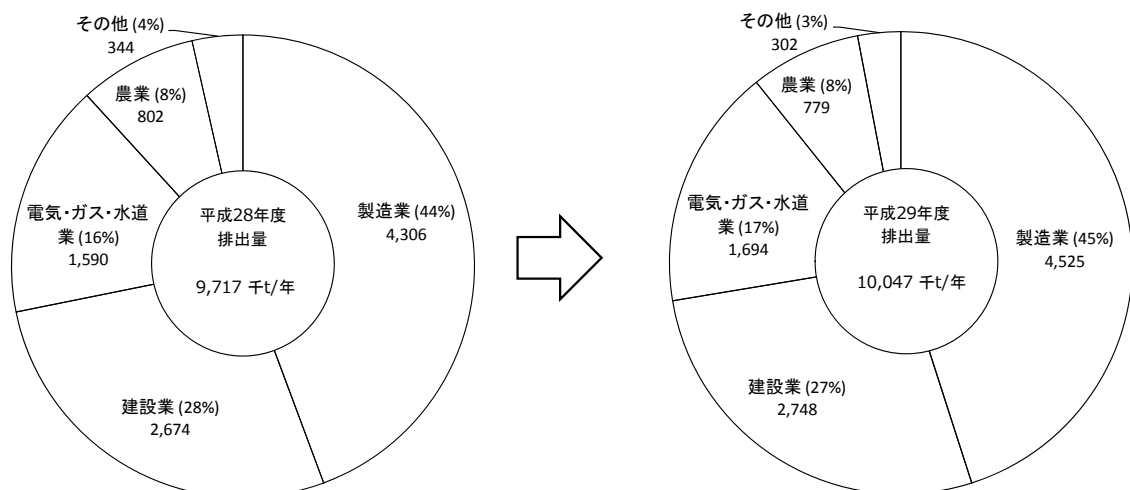 その他 (4%)
344
農業 (8%)
802
電気・ガス・水道
業 (16%)
1,590
平成28年度
排出量
9,717 千t/年
製造業 (44%)
4,306
建設業 (28%)
2,674
その他 (3%)
302
農業 (8%)
779
電気・ガス・水道
業 (17%)
1,694
平成29年度
排出量
10,047 千t/年
製造業 (45%)
4,525
建設業 (27%)
2,748